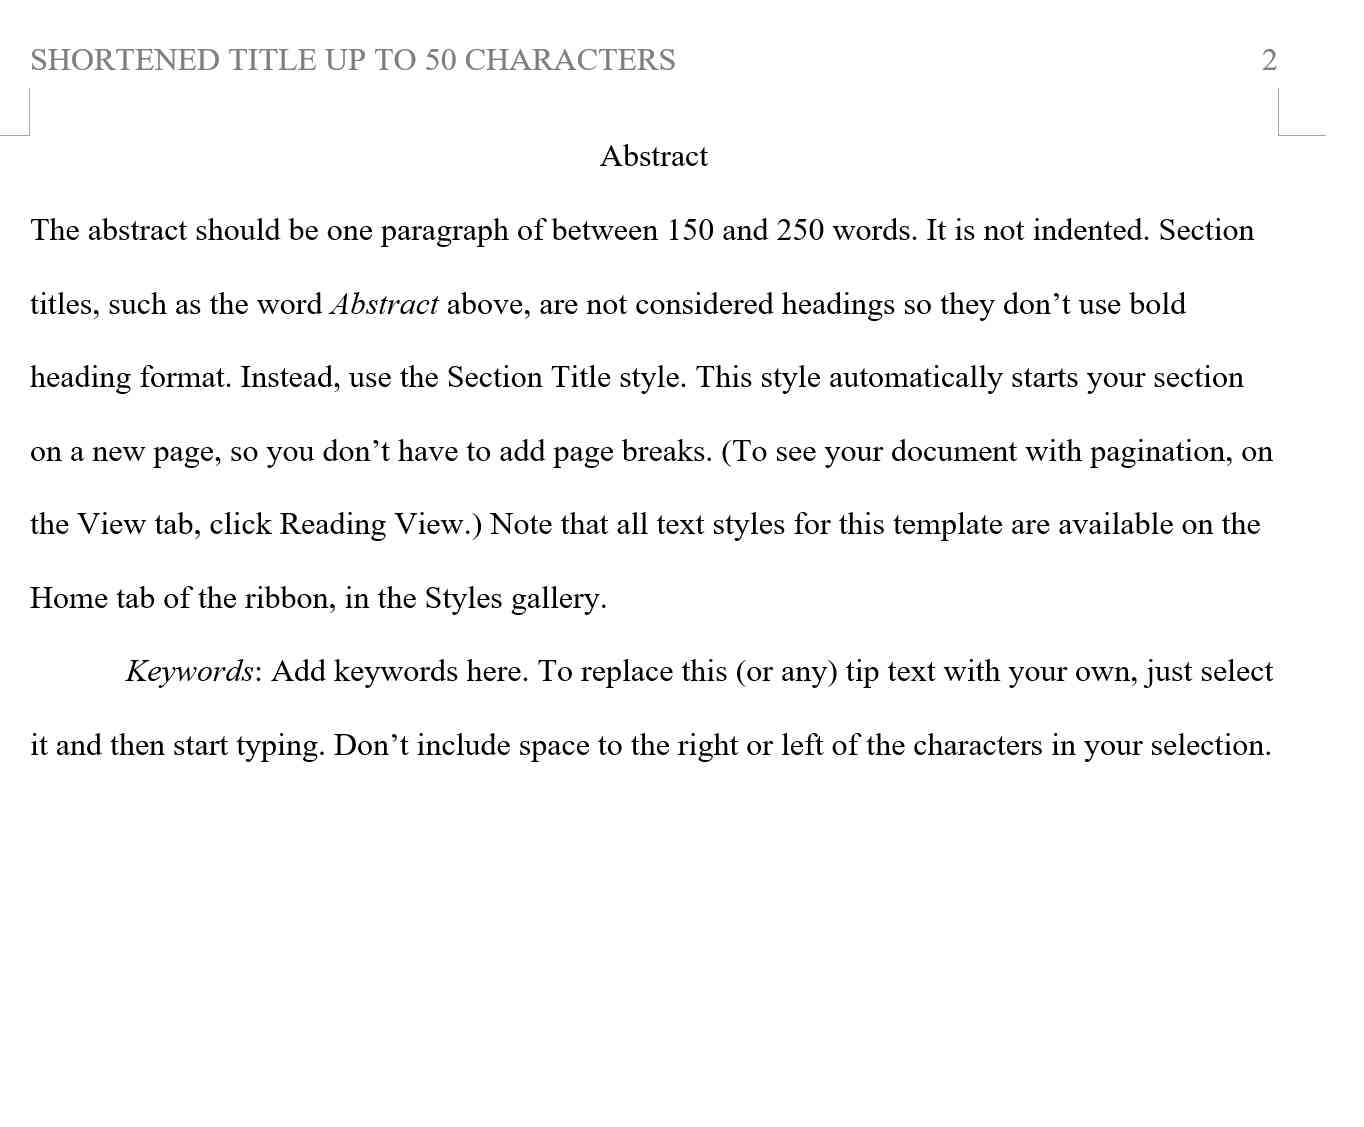 SHORTENED TITLE UP TO 50 CHARACTERS 2
Abstract
The abstract should be one paragraph of between 150 and 250 words. It is not indented. Section
titles, such as the word Abstract above, are not considered headings so they don’t use bold
heading format. Instead, use the Section Title style. This style automatically starts your section
on a new page, so you don’t have to add page breaks. (To see your document with pagination, on
the View tab, click Reading View.) Note that all text styles for this template are available on the
Home tab of the ribbon, in the Styles gallery.
Keywords: Add keywords here. To replace this (or any) tip text with your own, just select
it and then start typing. Don’t include space to the right or left of the characters in your selection.